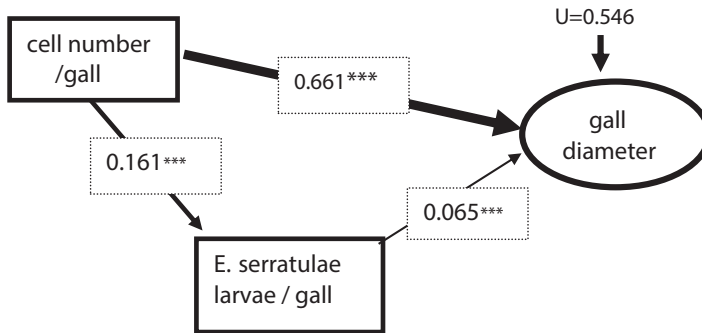 U=0.546
cell number
/gall
0.661***
gall
diameter
0.161***
0.065***
E. serratulae
larvae / gall